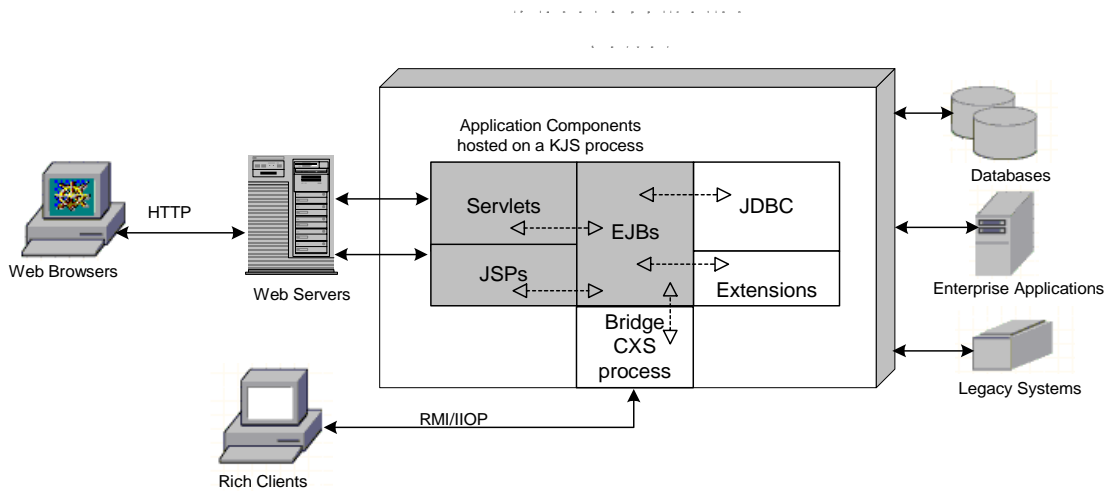 Application Components
hosted on a KJS process
Servlets
EJBs
JDBC
JSPs
Extensions
Bridge
CXS
process
HTTP
Web Browsers
Web Servers
RMI/IIOP
Rich Clients
Databases
Enterprise Applications
Legacy Systems